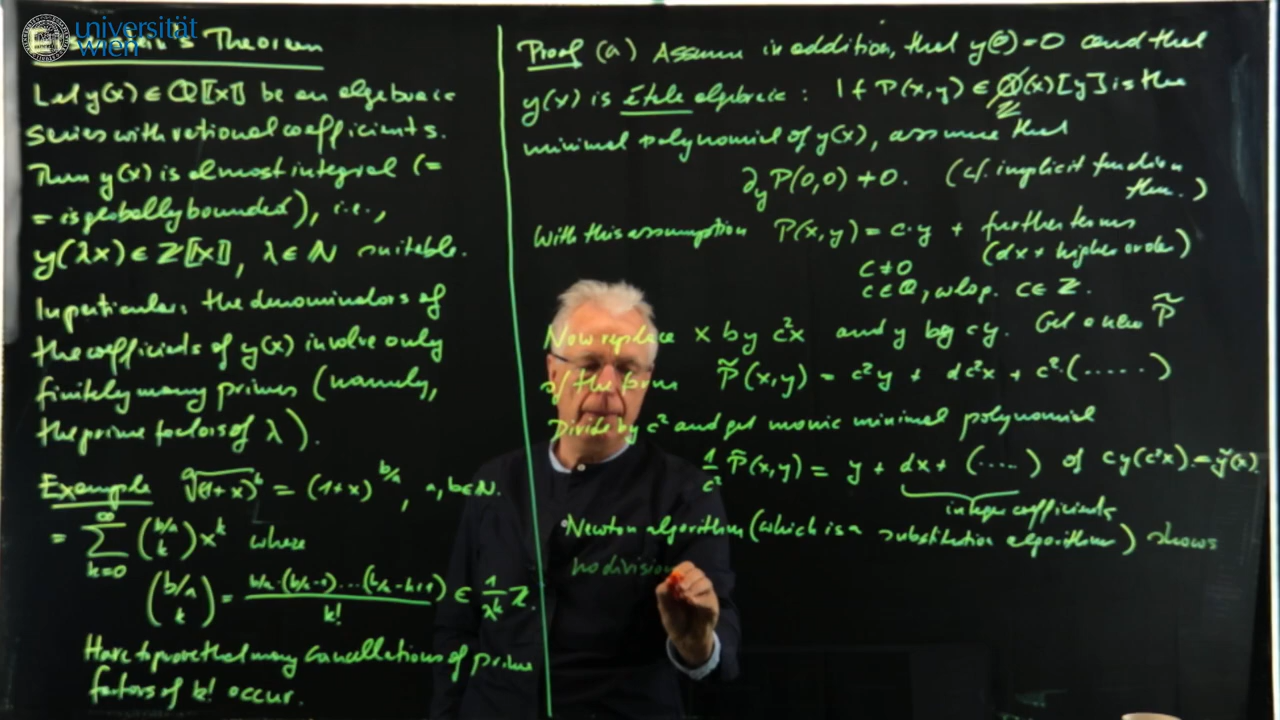 universität
wien
Eisenstein's Theorem
Let y(x) ∈ Q[[x]] be an algebraic
series with rational coefficients.
Then y(x) is almost integral (=
= is globally bounded), i.e.,
y(λx) ∈ Z[[x]], λ ∈ N suitable.
In particular: the denominators of
the coefficients of y(x) involve only
finitely many primes (namely,
the prime factors of λ).
Example ᵃ√(1+x)ᵇ = (1+x)^{b/a}, a, b ∈ N.
= ∑_{k=0}^{∞} (b/a k) x^k where
(b/a k) = b/a·(b/a-1)...(b/a-k+1) / k! ∈ 1/λ^k Z.
Have to prove that many cancellations of prime
factors of k! occur.
Proof (a) Assume in addition, that y(0)=0 and that
y(x) is étale algebraic: If P(x,y) ∈ Q(x)[y] is the
Z
minimal polynomial of y(x), assume that
∂_y P(0,0) ≠ 0. (cf. implicit function
thm.)
With this assumption P(x,y) = c·y + further terms
(dx + higher order)
c≠0
c∈Q, wlog. c∈Z.
Now replace x by c²x and y by cy. Get a new P̃
of the form P̃(x,y) = c²y + dc²x + c²·(.....)
Divide by c² and get monic minimal polynomial
1/c² P̃(x,y) = y + dx + (....) of cy(c²x).=ỹ(x).
integer coefficients
Newton algorithm (which is a substitution algorithm) shows
no division